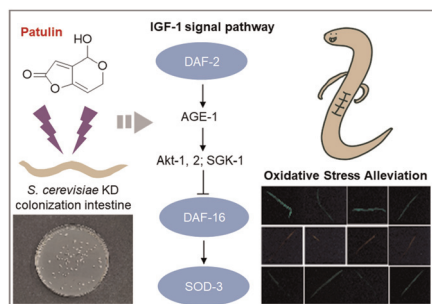 Patulin
HO
O
O
O
S. cerevisiae KD
colonization intestine
IGF-1 signal pathway
DAF-2
AGE-1
Akt-1, 2; SGK-1
DAF-16
SOD-3
Oxidative Stress Alleviation